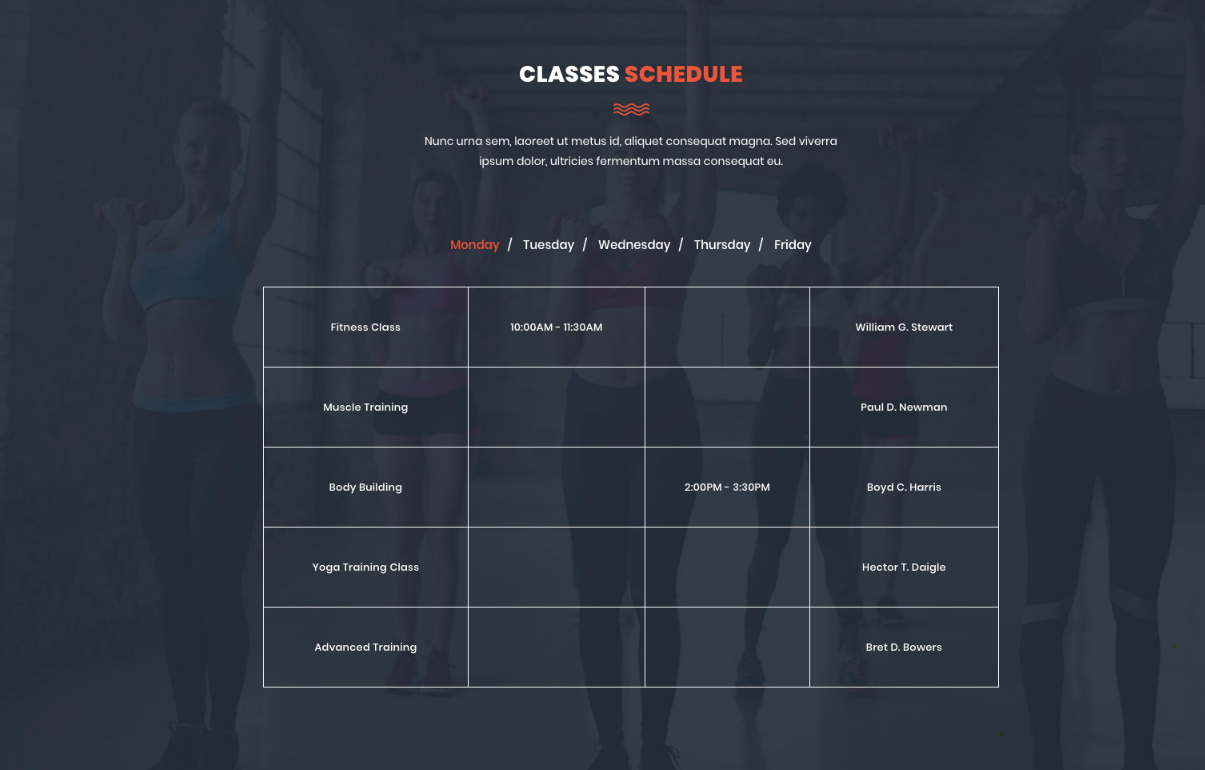 CLASSES SCHEDULE
Nunc urna sem, laoreet ut metus id, aliquet consequat magna. Sed viverra
ipsum dolor, ultricies fermentum massa consequat eu.
Monday / Tuesday / Wednesday / Thursday / Friday
Fitness Class 10:00AM - 11:30AM William G. Stewart
Muscle Training Paul D. Newman
Body Building 2:00PM - 3:30PM Boyd C. Harris
Yoga Training Class Hector T. Daigle
Advanced Training Bret D. Bowers